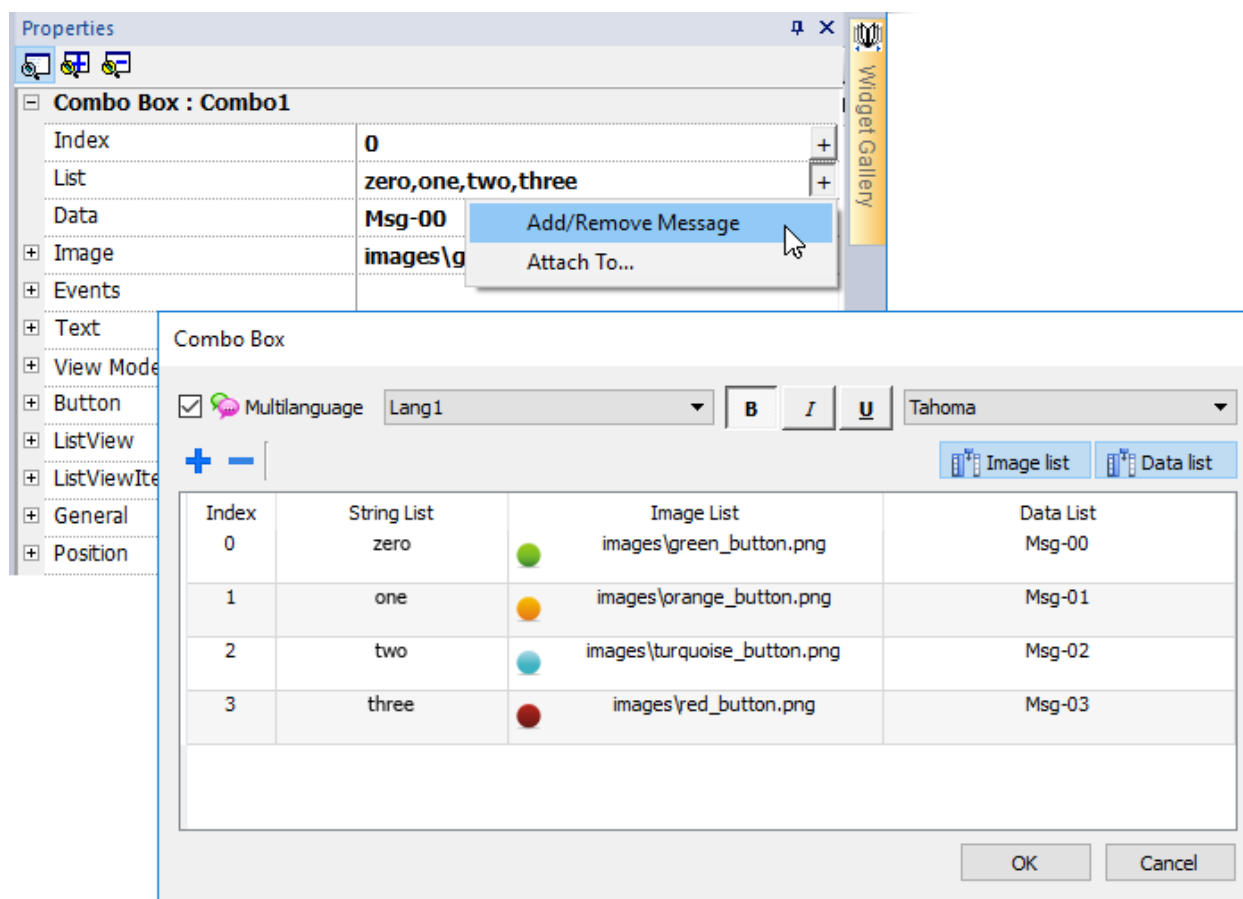 Properties
Widget Gallery
Combo Box : Combo1
Index 0 +
List zero,one,two,three +
Data Msg-00
Add/Remove Message
Image images\g
Attach To...
Events
Text
View Mode
Button
ListView
ListViewIte
General
Position
Combo Box
Multilanguage Lang1 B I U Tahoma
Image list Data list
Index String List Image List Data List
0 zero images\green_button.png Msg-00
1 one images\orange_button.png Msg-01
2 two images\turquoise_button.png Msg-02
3 three images\red_button.png Msg-03
OK Cancel